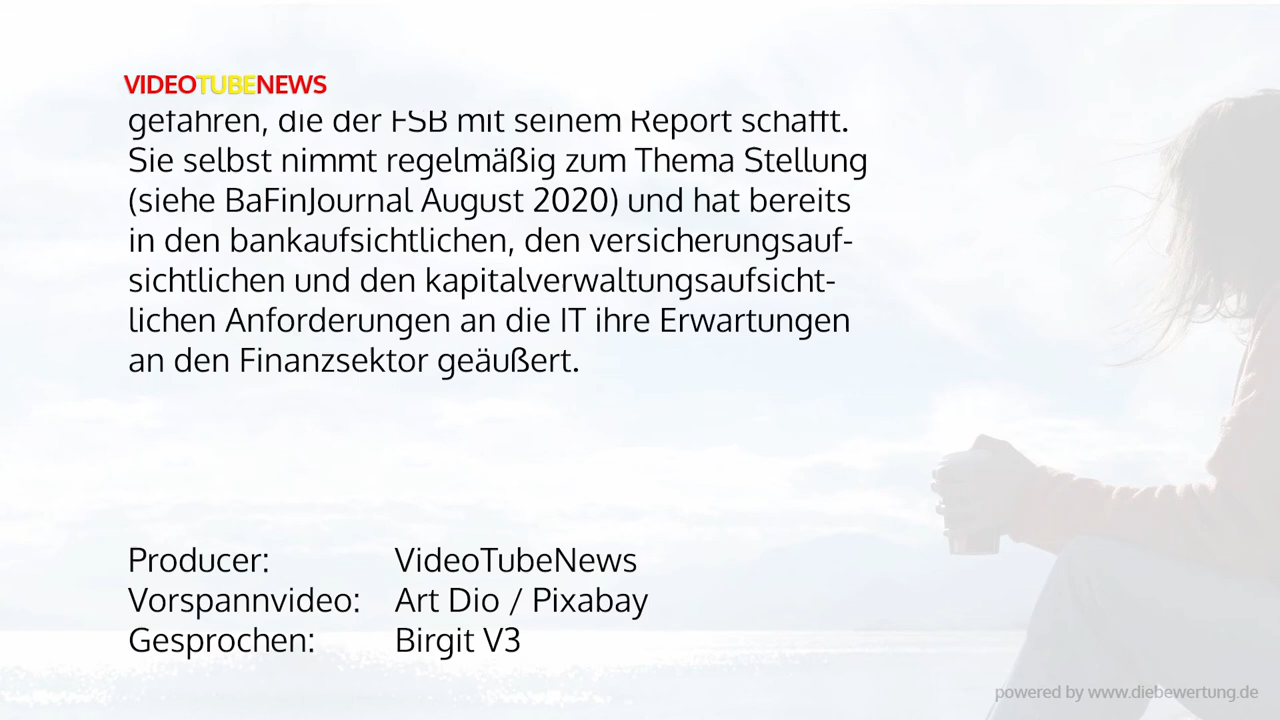 VIDEOTUBENEWS
gefahren, die der FSB mit seinem Report schafft.
Sie selbst nimmt regelmäßig zum Thema Stellung
(siehe BaFinJournal August 2020) und hat bereits
in den bankaufsichtlichen, den versicherungsauf-
sichtlichen und den kapitalverwaltungsaufsicht-
lichen Anforderungen an die IT ihre Erwartungen
an den Finanzsektor geäußert.
Producer: VideoTubeNews
Vorspannvideo: Art Dio / Pixabay
Gesprochen: Birgit V3
powered by www.diebewertung.de